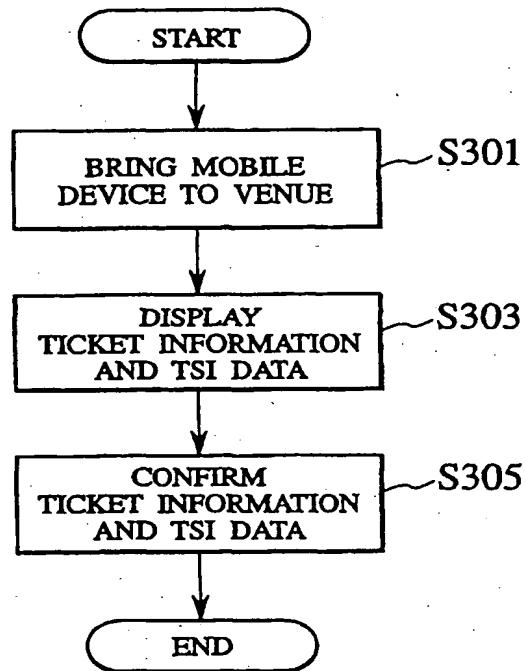 START
BRING MOBILE
DEVICE TO VENUE
S301
DISPLAY
TICKET INFORMATION
AND TSI DATA
S303
CONFIRM
TICKET INFORMATION
AND TSI DATA
S305
END